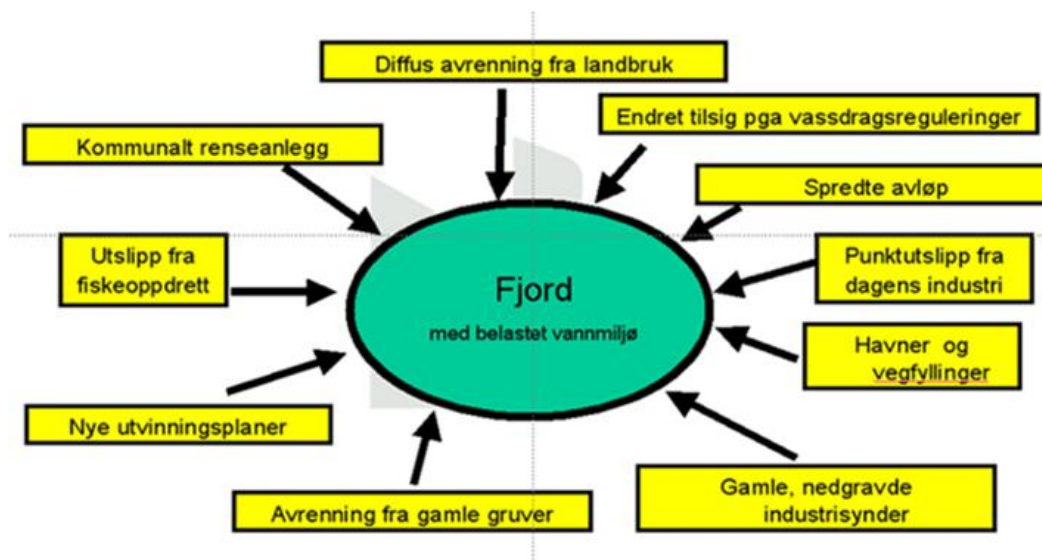 Diffus avrenning fra landbruk
Endret tilsig pga vassdragsreguleringer
Kommunalt renseanlegg
Spredte avløp
Utslipp fra
fiskeoppdrett
Punktutslipp fra
dagens industri
Fjord
med belastet vannmiljø
Havner og
vegfyllinger
Nye utvinningsplaner
Gamle, nedgravde
industrisynder
Avrenning fra gamle gruver